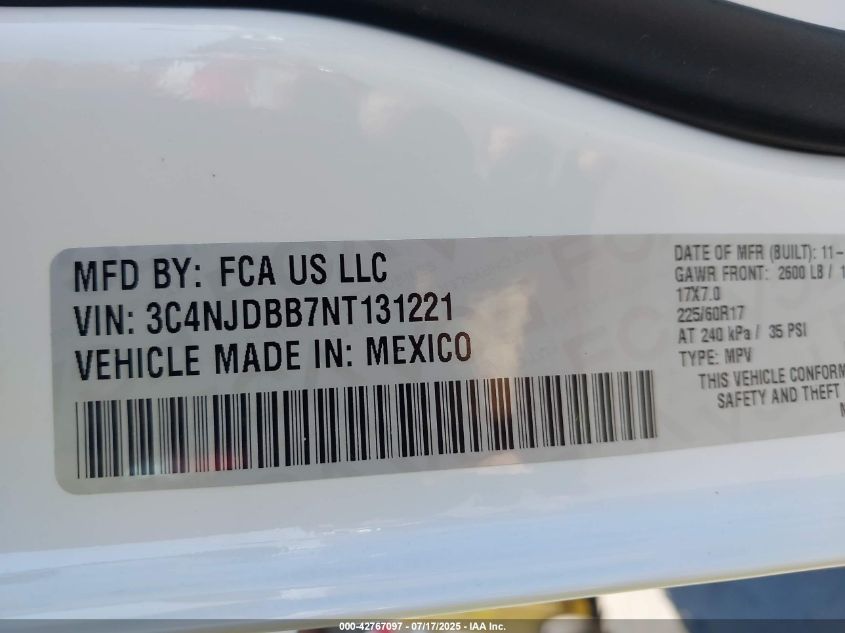 MFD BY: FCA US LLC
VIN: 3C4NJDBB7NT131221
VEHICLE MADE IN: MEXICO
DATE OF MFR (BUILT): 11-
GAWR FRONT: 2600 LB / 1
17X7.0
225/60R17
AT 240 kPa / 35 PSI
TYPE: MPV
THIS VEHICLE CONFORM
SAFETY AND THEFT
000-42767097 - 07/17/2025 - IAA Inc.